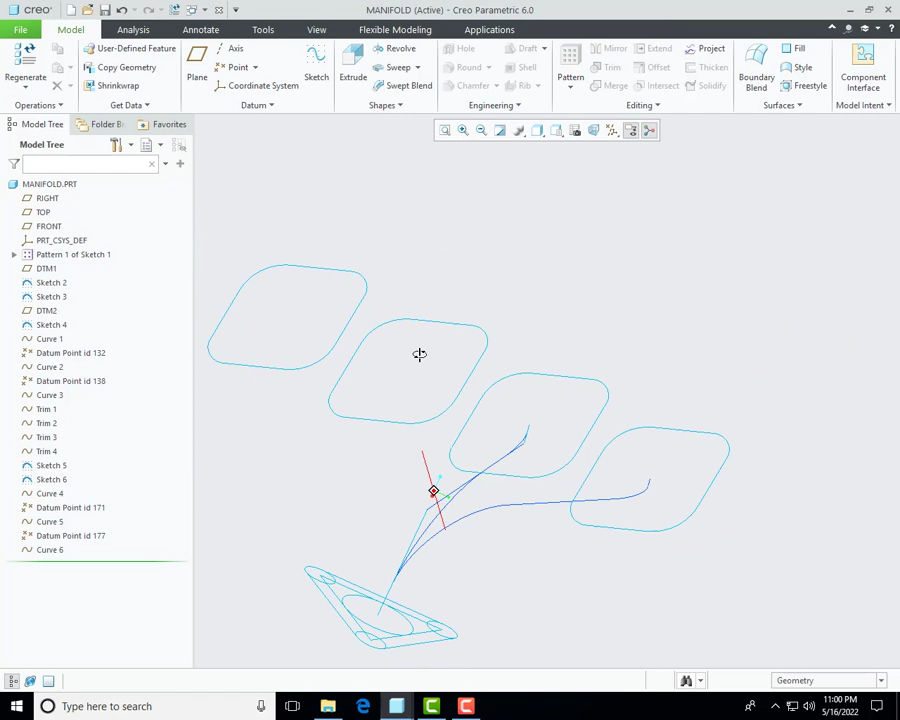 creo
MANIFOLD (Active) - Creo Parametric 6.0
File Model Analysis Annotate Tools View Flexible Modeling Applications
Regenerate
User-Defined Feature
Copy Geometry
Shrinkwrap
Plane
Axis
Point
Coordinate System
Sketch
Extrude
Revolve
Sweep
Swept Blend
Hole Draft
Round Shell
Chamfer Rib
Pattern
Mirror Extend Project
Trim Offset Thicken
Merge Intersect Solidify
Boundary Blend
Fill
Style
Freestyle
Component Interface
Operations Get Data Datum Shapes Engineering Editing Surfaces Model Intent
Model Tree Folder B Favorites
Model Tree
MANIFOLD.PRT
RIGHT
TOP
FRONT
PRT_CSYS_DEF
Pattern 1 of Sketch 1
DTM1
Sketch 2
Sketch 3
DTM2
Sketch 4
Curve 1
Datum Point id 132
Curve 2
Datum Point id 138
Curve 3
Trim 1
Trim 2
Trim 3
Trim 4
Sketch 5
Sketch 6
Curve 4
Datum Point id 171
Curve 5
Datum Point id 177
Curve 6
Geometry
Type here to search
11:00 PM
5/16/2022